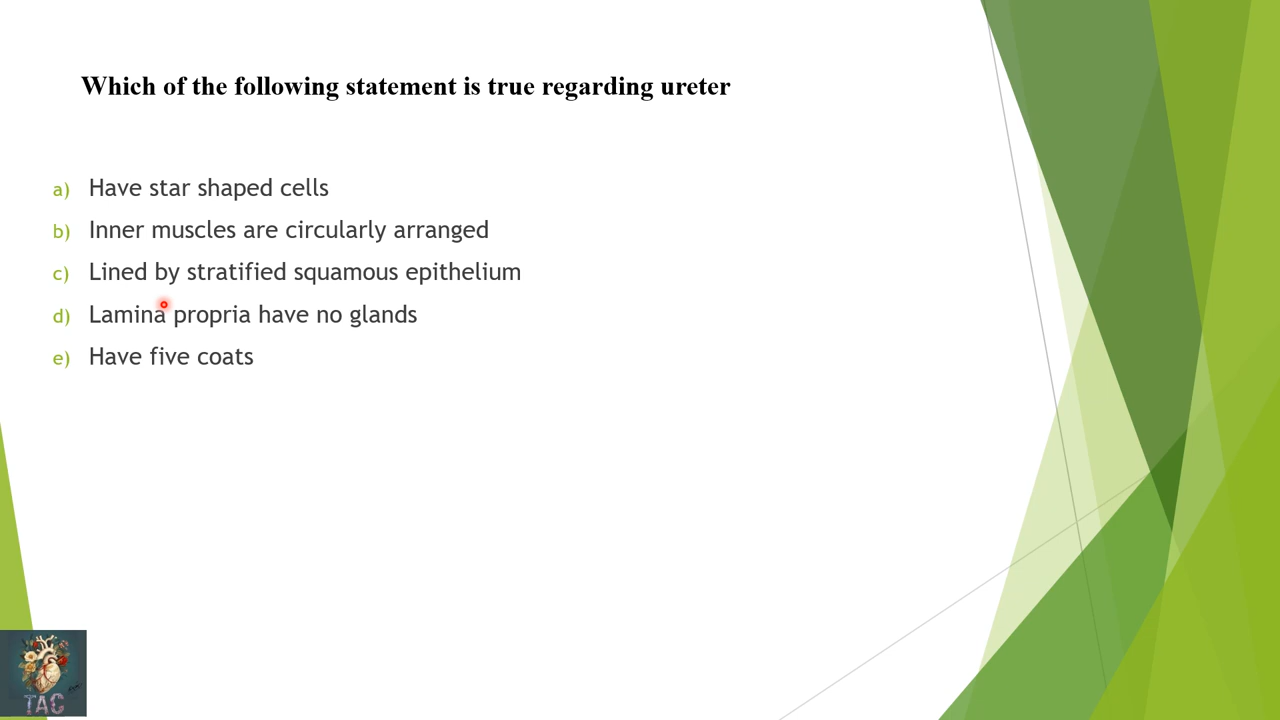 Which of the following statement is true regarding ureter
a) Have star shaped cells
b) Inner muscles are circularly arranged
c) Lined by stratified squamous epithelium
d) Lamina propria have no glands
e) Have five coats
TAC